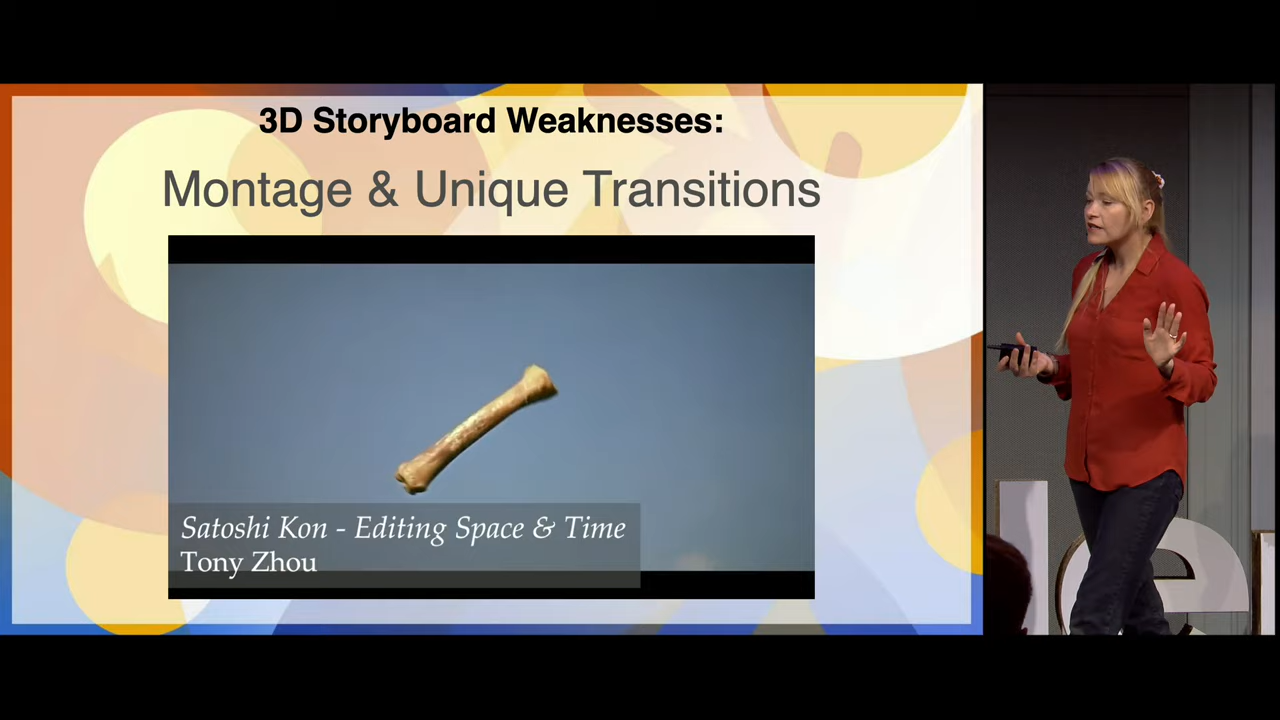 3D Storyboard Weaknesses:
Montage & Unique Transitions
Satoshi Kon - Editing Space & Time
Tony Zhou